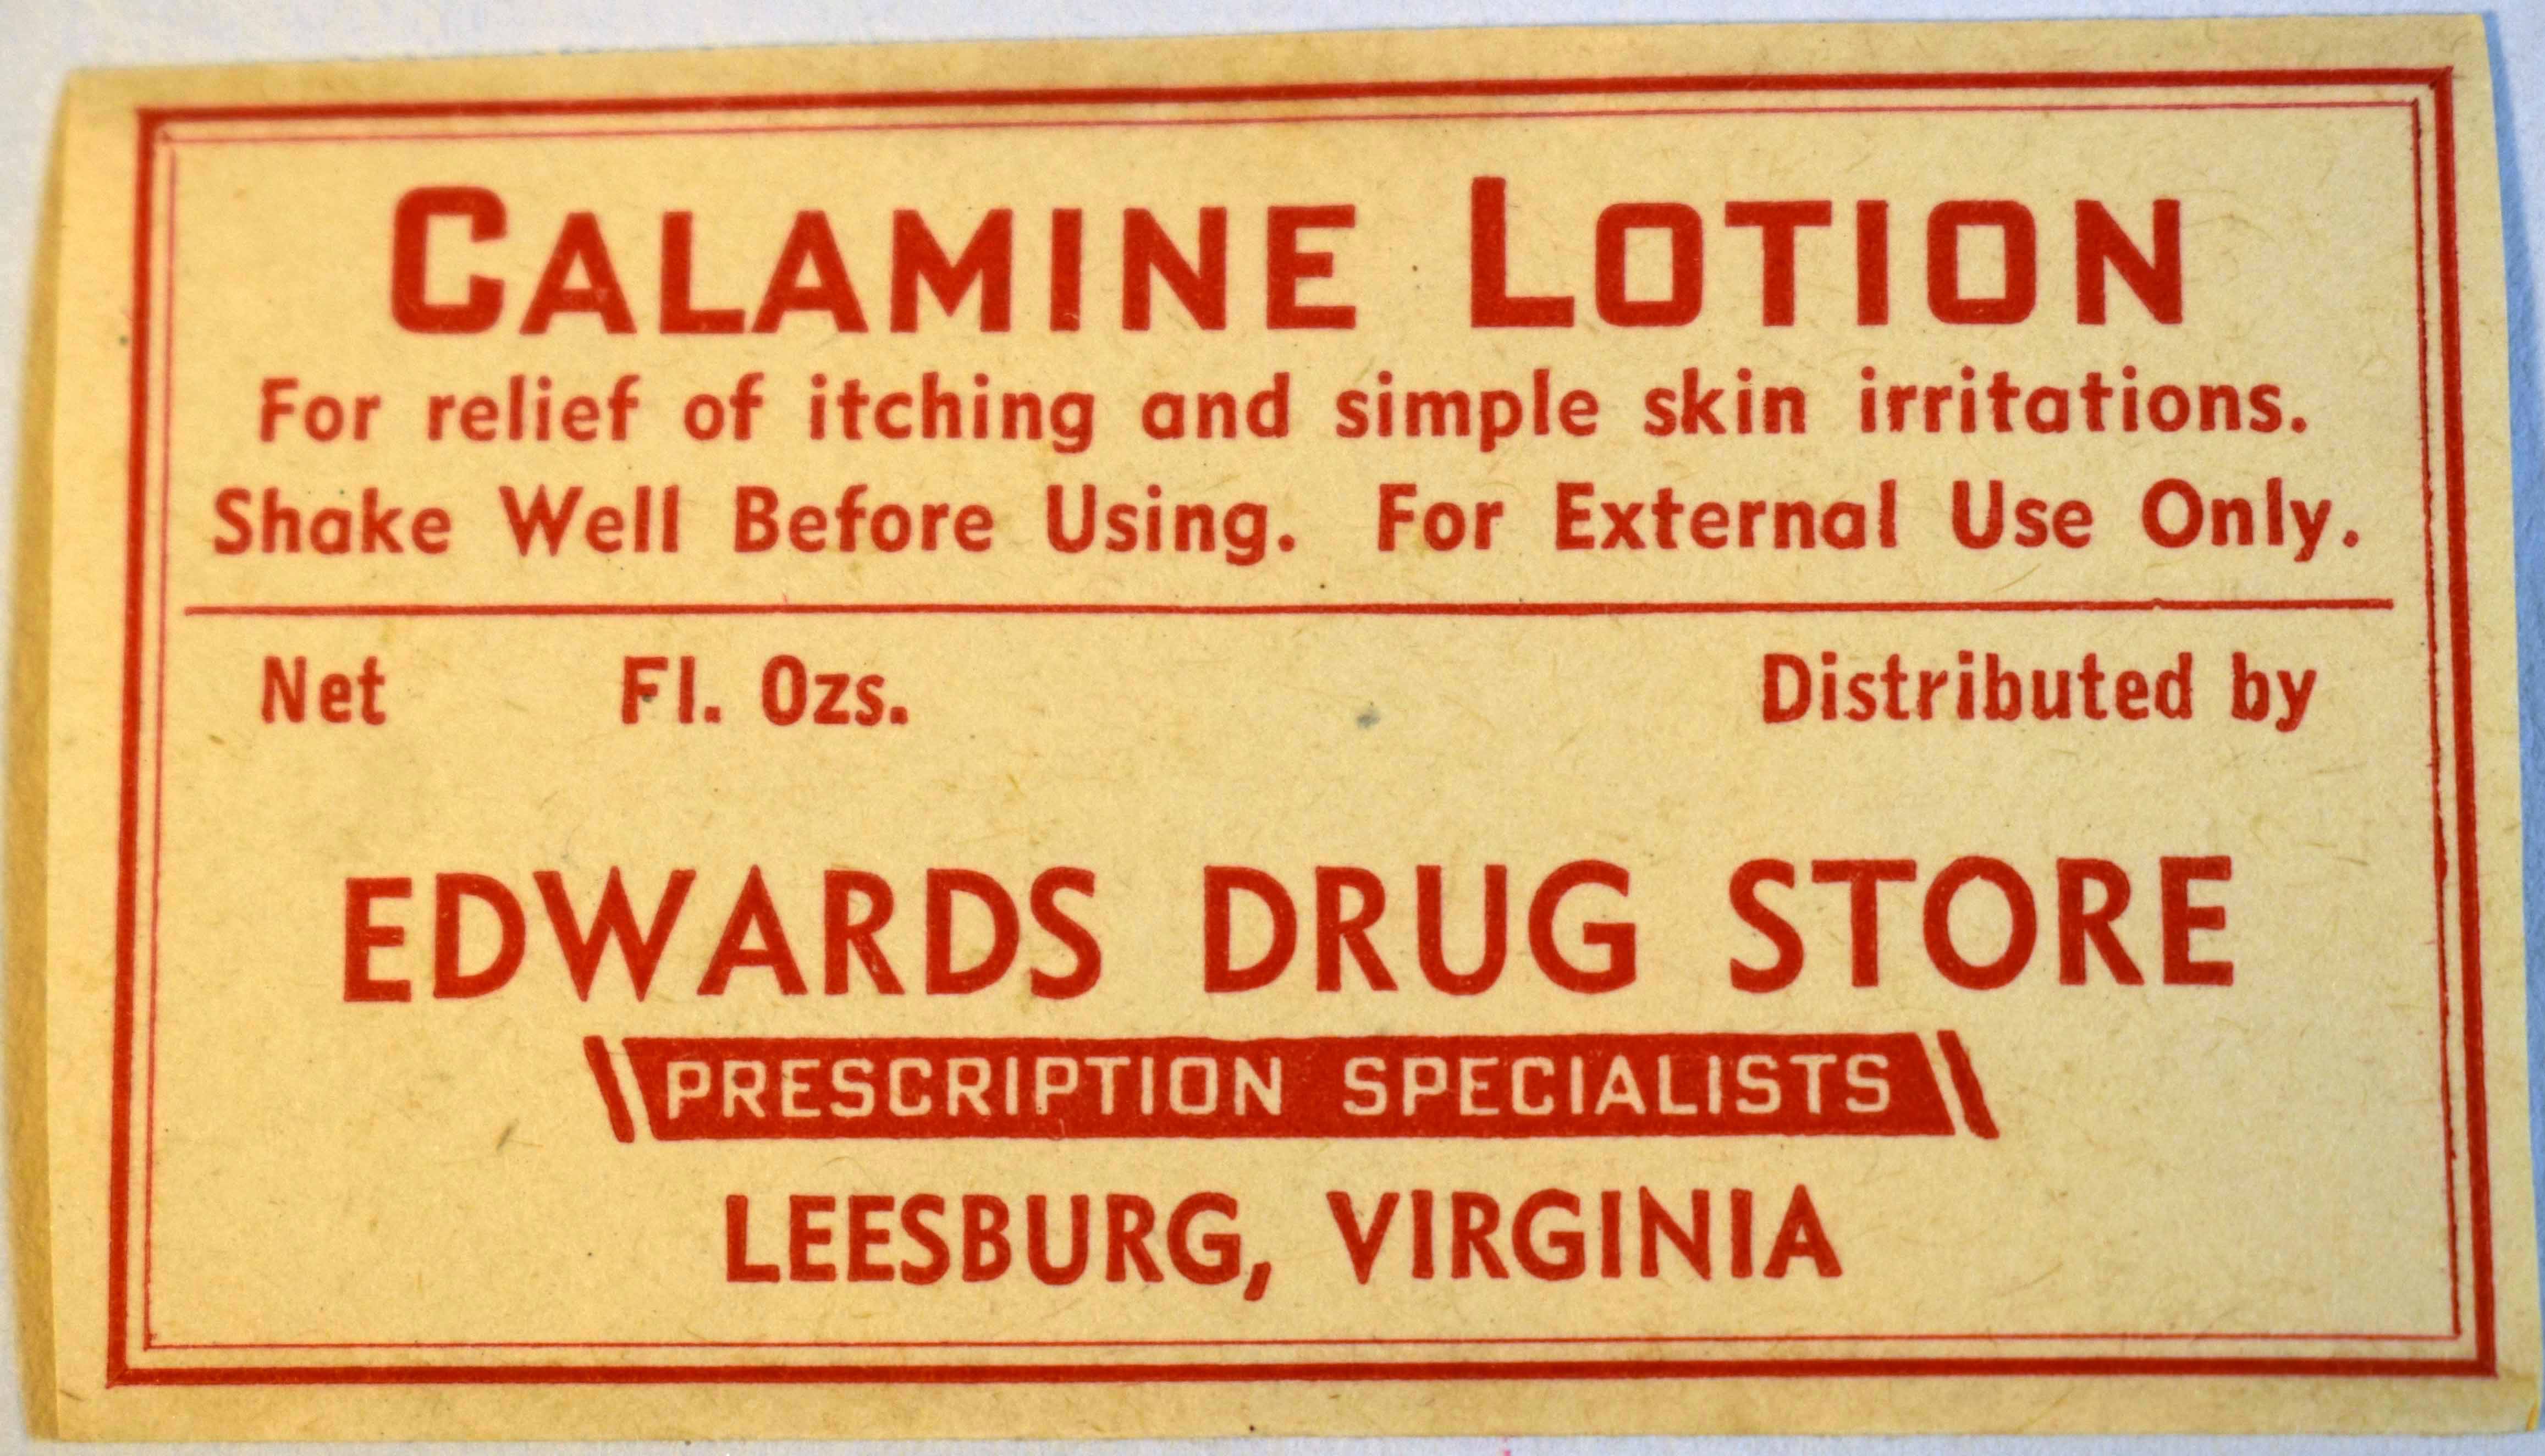 CALAMINE LOTION
For relief of itching and simple skin irritations.
Shake Well Before Using. For External Use Only.
Net Fl. Ozs. Distributed by
EDWARDS DRUG STORE
PRESCRIPTION SPECIALISTS
LEESBURG, VIRGINIA